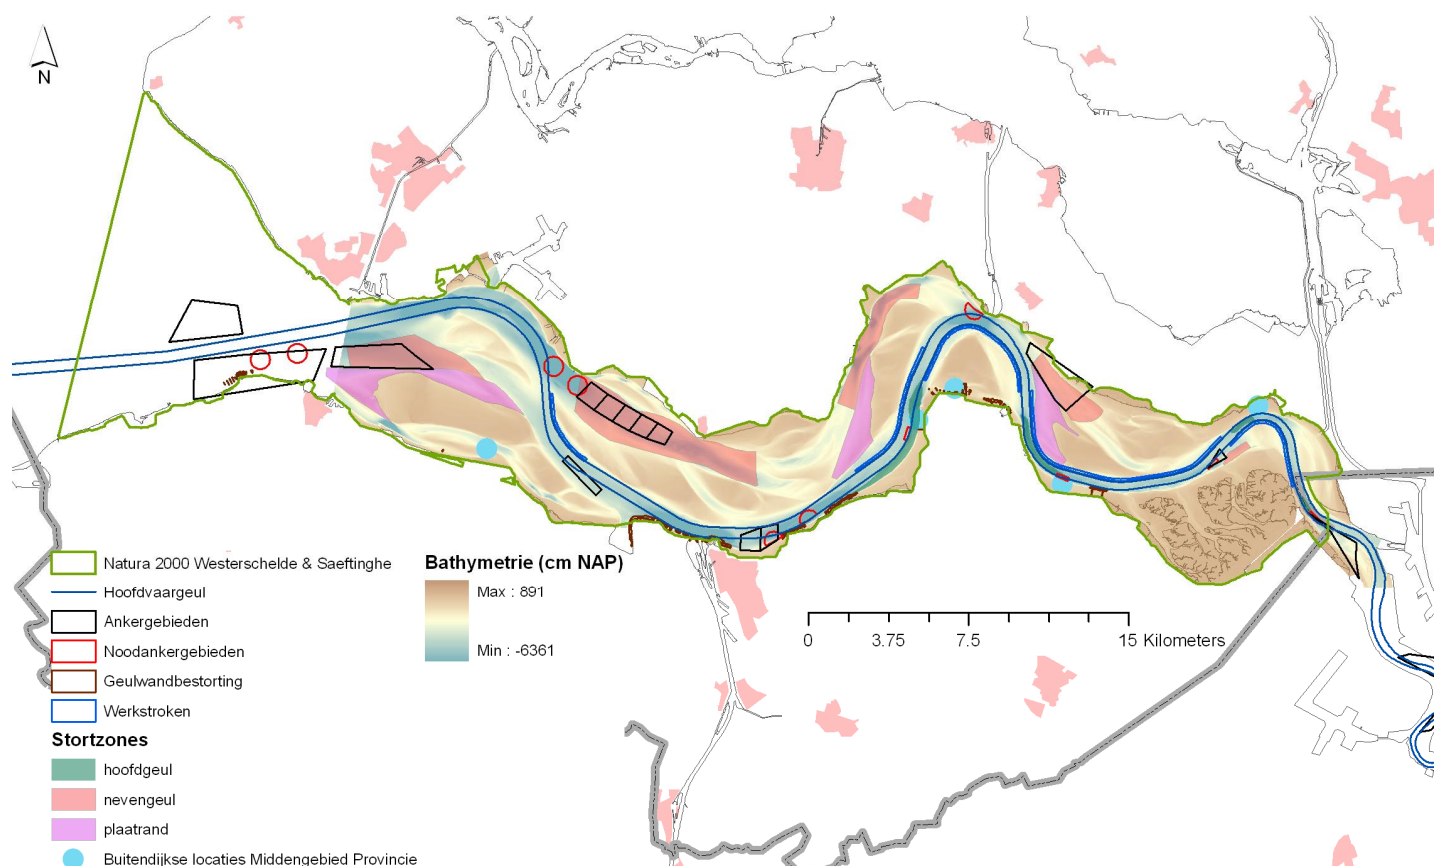 N
Natura 2000 Westerschelde & Saeftinghe
Hoofdvaargeul
Ankergebieden
Noodankergebieden
Geulwandbestorting
Werkstroken
Stortzones
hoofdgeul
nevengeul
plaatrand
Buitendijkse locaties Middengebied Provincie
Bathymetrie (cm NAP)
Max : 891
Min : -6361
0 3.75 7.5 15 Kilometers